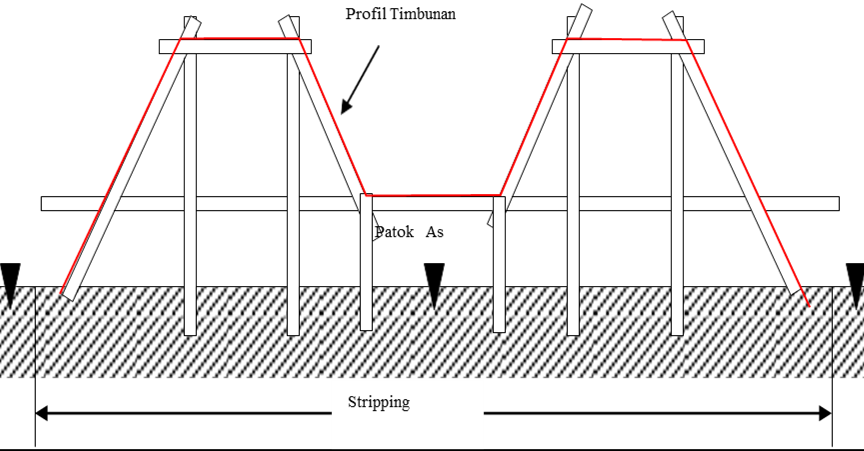 Profil Timbunan
Patok As
Stripping